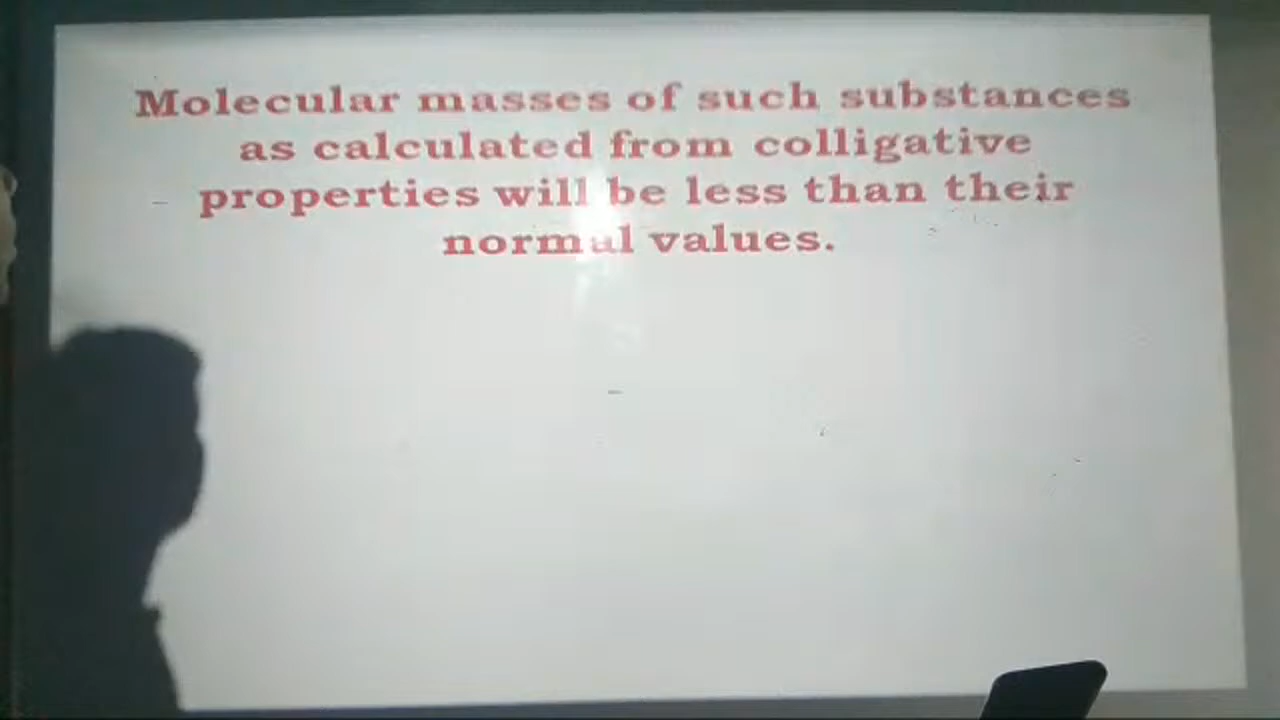 Molecular masses of such substances
as calculated from colligative
properties will be less than their
normal values.